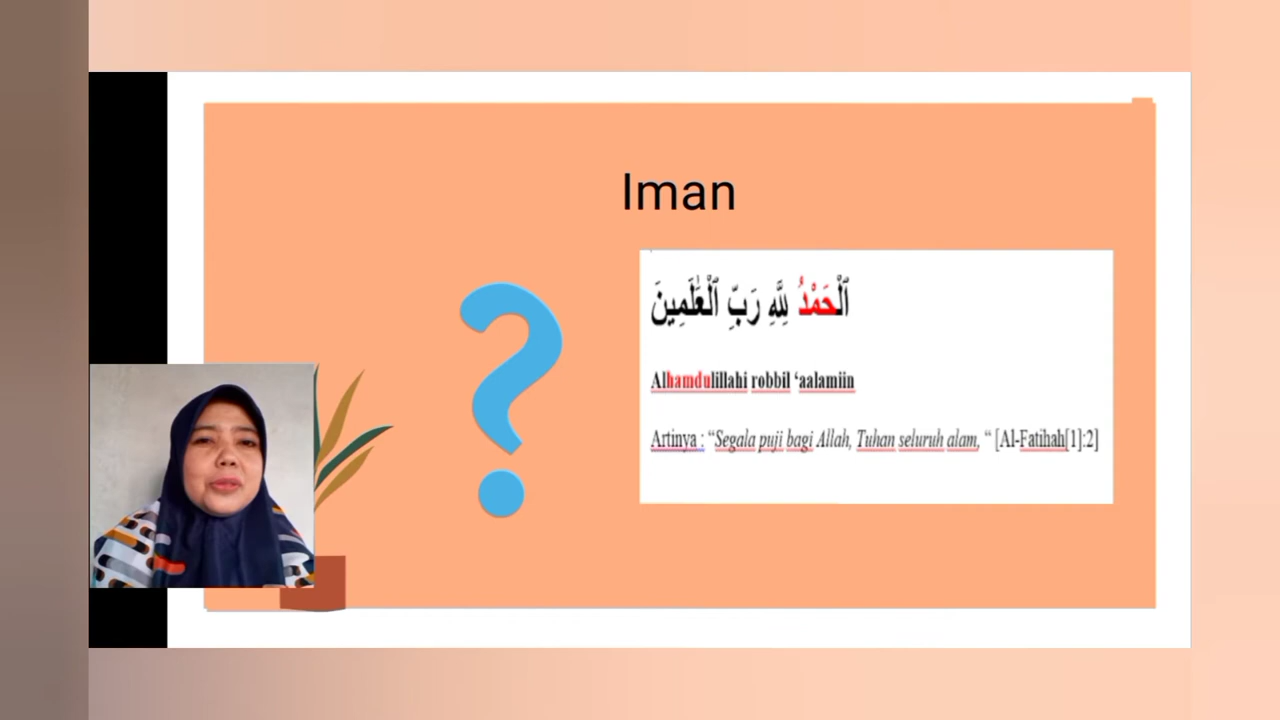 Iman
ٱلْحَمْدُ لِلَّهِ رَبِّ ٱلْعَٰلَمِينَ
Alhamdulillahi robbil ‘aalamiin
Artinya : “Segala puji bagi Allah, Tuhan seluruh alam, “ [Al-Fatihah[1]:2]